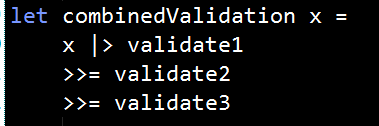 let combinedValidation x =
    x |> validate1
    >>= validate2
    >>= validate3